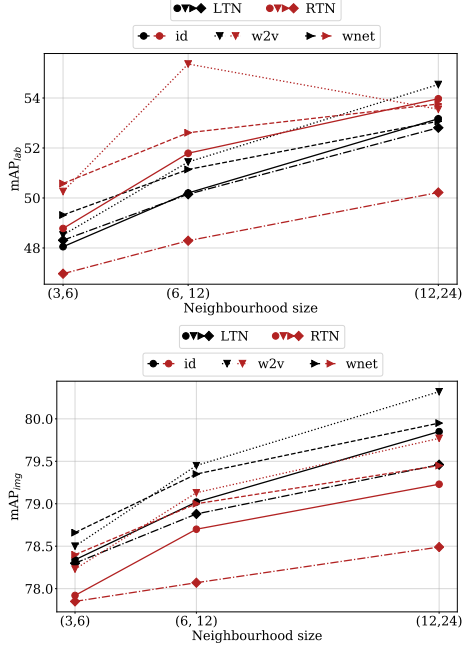 LTN RTN
id w2v wnet
mAP_lab
54
52
50
48
(3,6) (6, 12) (12,24)
Neighbourhood size
LTN RTN
id w2v wnet
mAP_img
80.0
79.5
79.0
78.5
78.0
(3,6) (6, 12) (12,24)
Neighbourhood size